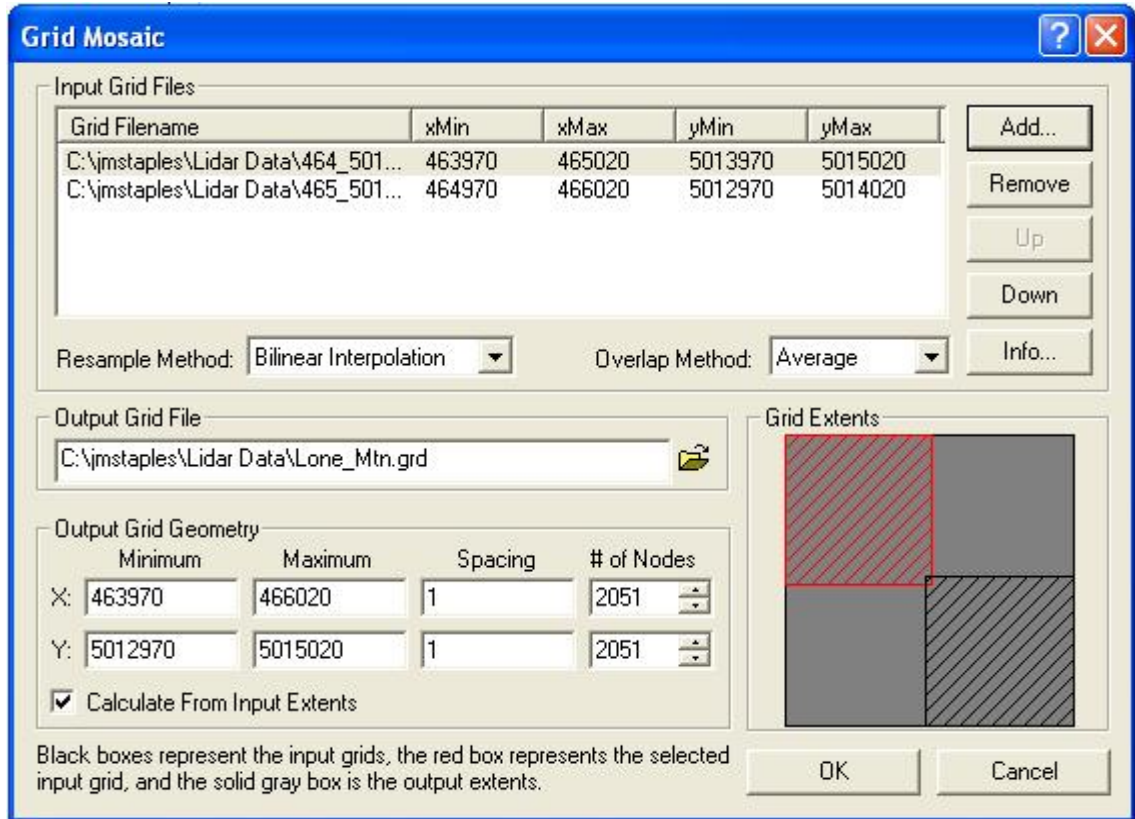 Grid Mosaic
Input Grid Files
Grid Filename xMin xMax yMin yMax
C:\jmstaples\Lidar Data\464_501... 463970 465020 5013970 5015020
C:\jmstaples\Lidar Data\465_501... 464970 466020 5012970 5014020
Add...
Remove
Up
Down
Info...
Resample Method: Bilinear Interpolation Overlap Method: Average
Output Grid File
C:\jmstaples\Lidar Data\Lone_Mtn.grd
Grid Extents
Output Grid Geometry
Minimum Maximum Spacing # of Nodes
X: 463970 466020 1 2051
Y: 5012970 5015020 1 2051
Calculate From Input Extents
Black boxes represent the input grids, the red box represents the selected
input grid, and the solid gray box is the output extents.
OK Cancel